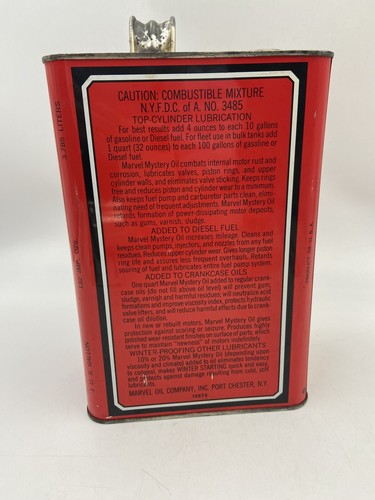 CAUTION: COMBUSTIBLE MIXTURE
N.Y.F.D.C. of A. NO. 3485
TOP-CYLINDER LUBRICATION
For best results add 4 ounces to each 10 gallons
of gasoline or Diesel fuel. For fleet use in bulk tanks add
1 quart (32 ounces) to each 100 gallons of gasoline or
Diesel fuel.
Marvel Mystery Oil combats internal motor rust and
corrosion, lubricates valves, piston rings, and upper
cylinder walls, and eliminates valve sticking. Keeps rings
free and reduces piston and cylinder wear to a minimum.
Also keeps fuel pump and carburetor parts clean, elimi-
nating need of frequent adjustments. Marvel Mystery Oil
retards formation of power-dissipating motor deposits,
such as gums, varnish, sludge.
ADDED TO DIESEL FUEL
Marvel Mystery Oil increases mileage. Cleans and
keeps clean pumps, injectors, and nozzles from any fuel
residues. Reduces upper cylinder wear. Gives longer piston
ring life and assures less frequent overhauls. Retards
souring of fuel and lubricates entire fuel pump system.
ADDED TO CRANKCASE OILS
One quart Marvel Mystery Oil added to regular crank-
case oils (do not fill above oil level) will prevent gum,
sludge, varnish and harmful residues; will neutralize acid
formations and improve viscosity index, protects hydraulic
valve lifters, and will reduce harmful effects due to crank-
case oil dilution.
In new or rebuilt motors, Marvel Mystery Oil gives
protection against scoring or seizure. Produces highly
polished wear resistant finishes on surface of parts, which
serve to maintain "newness" of motors indefinitely.
WINTER-PROOFING OTHER LUBRICANTS
10% or 20% Marvel Mystery Oil (depending upon
viscosity and climate) added to oil eliminates tendency
to congeal, makes WINTER STARTING quick and easy
and protects against damage resulting from cold, stiff
lubricants.
MARVEL OIL COMPANY, INC. PORT CHESTER, N.Y.
3.785 LITERS